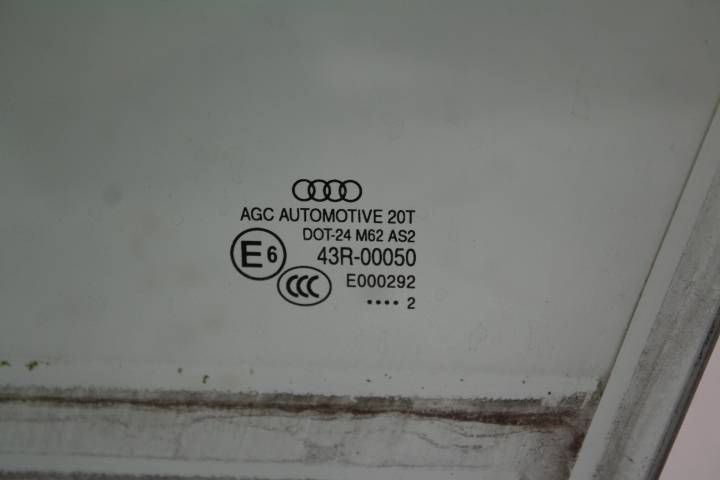 AGC AUTOMOTIVE 20T
DOT-24 M62 AS2
E6 43R-00050
CCC E000292
.... 2